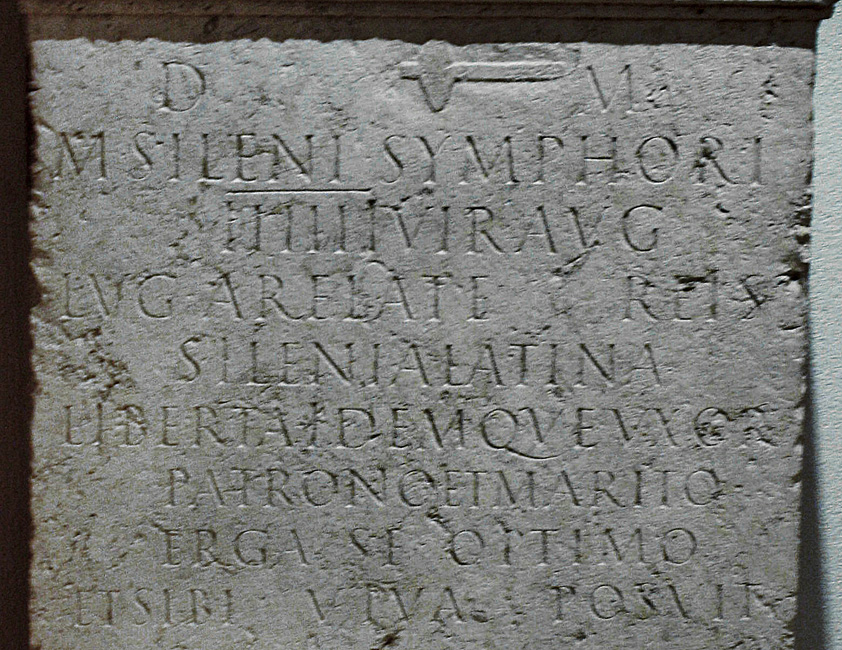 D M
M SILENI SYMPHORI
IIIIIIVIR AVG
LVG ARELATE REIS
SILENIA LATINA
LIBERTA IDEMQVE VXOR
PATRONO ET MARITO
ERGA SE OPTIMO
ET SIBI VIVA POSVIT